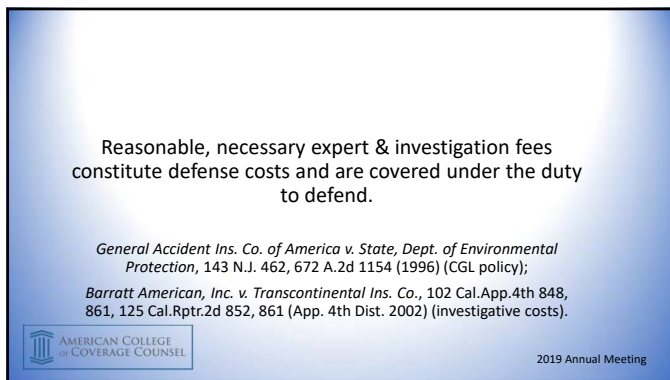 Reasonable, necessary expert & investigation fees
constitute defense costs and are covered under the duty
to defend.
General Accident Ins. Co. of America v. State, Dept. of Environmental
Protection, 143 N.J. 462, 672 A.2d 1154 (1996) (CGL policy);
Barratt American, Inc. v. Transcontinental Ins. Co., 102 Cal.App.4th 848,
861, 125 Cal.Rptr.2d 852, 861 (App. 4th Dist. 2002) (investigative costs).
AMERICAN COLLEGE
OF COVERAGE COUNSEL
2019 Annual Meeting